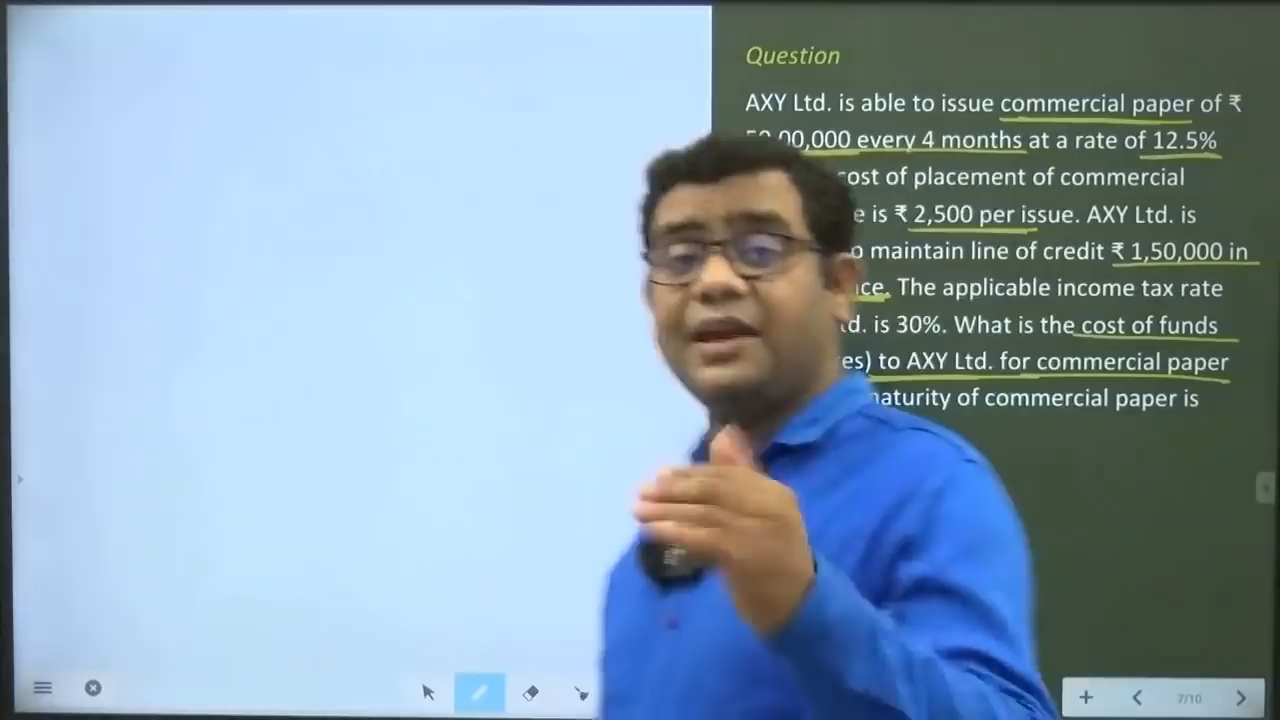 Question
AXY Ltd. is able to issue commercial paper of ₹
00,000 every 4 months at a rate of 12.5%
cost of placement of commercial
is ₹ 2,500 per issue. AXY Ltd. is
maintain line of credit ₹ 1,50,000 in
The applicable income tax rate
is 30%. What is the cost of funds
to AXY Ltd. for commercial paper
maturity of commercial paper is
7/10